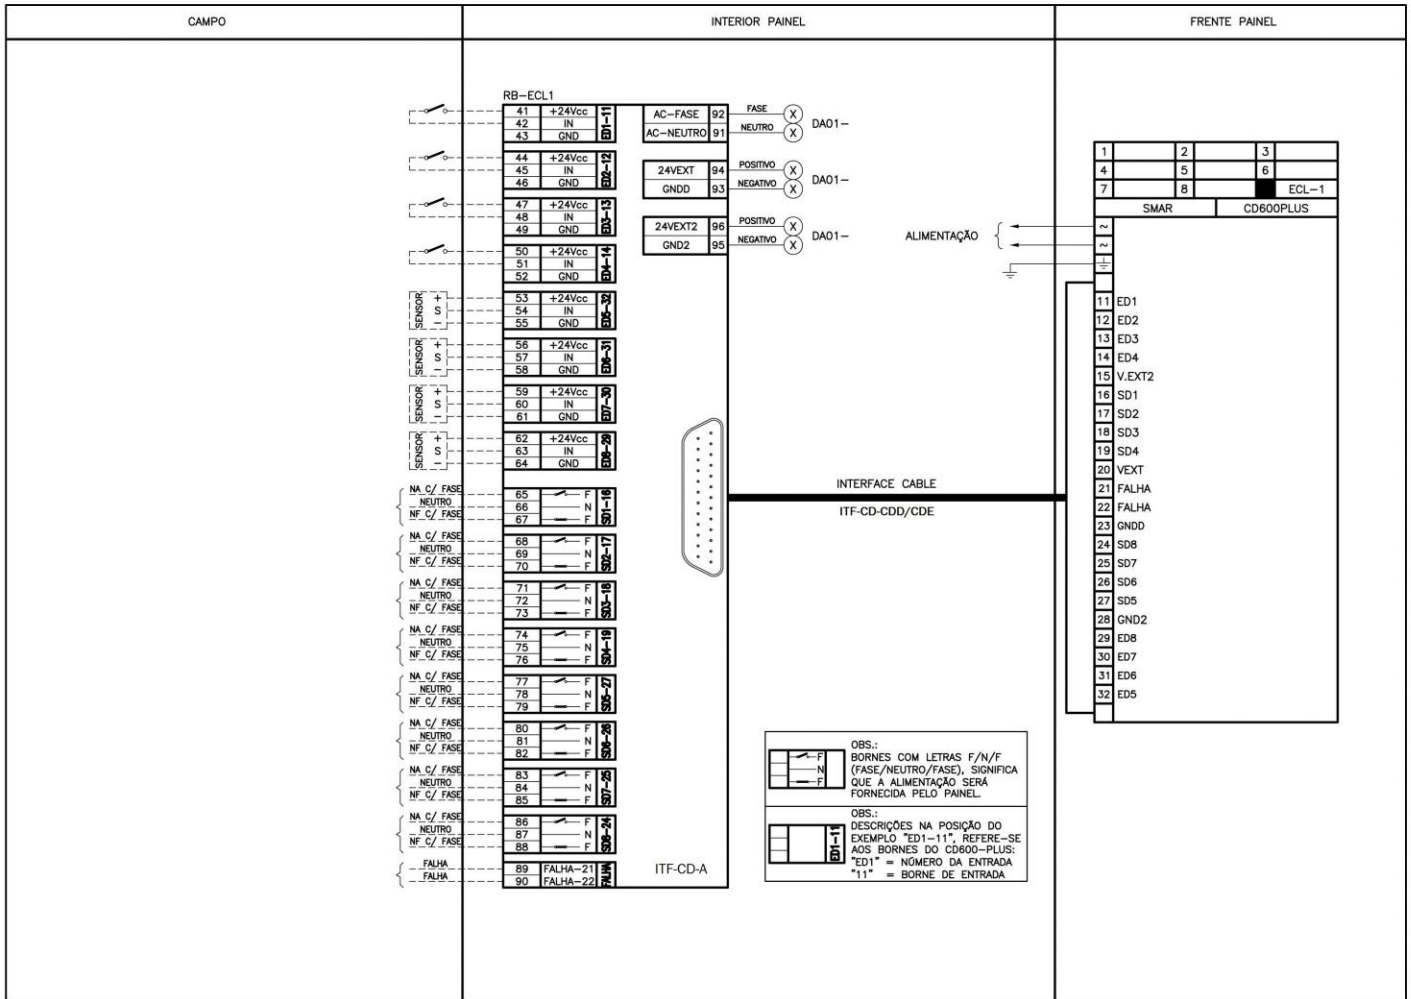 CAMPO
INTERIOR PAINEL
FRENTE PAINEL
RB-ECL1
41 +24Vcc
42 IN
43 GND
ED1-11
44 +24Vcc
45 IN
46 GND
ED2-12
47 +24Vcc
48 IN
49 GND
ED3-13
50 +24Vcc
51 IN
52 GND
ED4-14
SENSOR
+
S
-
53 +24Vcc
54 IN
55 GND
ED5-32
SENSOR
+
S
-
56 +24Vcc
57 IN
58 GND
ED6-31
SENSOR
+
S
-
59 +24Vcc
60 IN
61 GND
ED7-30
SENSOR
+
S
-
62 +24Vcc
63 IN
64 GND
ED8-29
NA C/ FASE 65 F
NEUTRO 66 N
NF C/ FASE 67 F
SD1-16
NA C/ FASE 68 F
NEUTRO 69 N
NF C/ FASE 70 F
SD2-17
NA C/ FASE 71 F
NEUTRO 72 N
NF C/ FASE 73 F
SD3-18
NA C/ FASE 74 F
NEUTRO 75 N
NF C/ FASE 76 F
SD4-19
NA C/ FASE 77 F
NEUTRO 78 N
NF C/ FASE 79 F
SD5-27
NA C/ FASE 80 F
NEUTRO 81 N
NF C/ FASE 82 F
SD6-26
NA C/ FASE 83 F
NEUTRO 84 N
NF C/ FASE 85 F
SD7-25
NA C/ FASE 86 F
NEUTRO 87 N
NF C/ FASE 88 F
SD8-24
FALHA 89 FALHA-21
FALHA 90 FALHA-22
FALHA
ITF-CD-A
AC-FASE 92 FASE X
AC-NEUTRO 91 NEUTRO X
DA01-
24VEXT 94 POSITIVO X
GNDD 93 NEGATIVO X
DA01-
24VEXT2 96 POSITIVO X
GND2 95 NEGATIVO X
DA01-
INTERFACE CABLE
ITF-CD-CDD/CDE
ALIMENTAÇÃO
1 2 3
4 5 6
7 8 ECL-1
SMAR CD600PLUS
~
~
11 ED1
12 ED2
13 ED3
14 ED4
15 V.EXT2
16 SD1
17 SD2
18 SD3
19 SD4
20 VEXT
21 FALHA
22 FALHA
23 GNDD
24 SD8
25 SD7
26 SD6
27 SD5
28 GND2
29 ED8
30 ED7
31 ED6
32 ED5
F
N
F
OBS.:
BORNES COM LETRAS F/N/F
(FASE/NEUTRO/FASE), SIGNIFICA
QUE A ALIMENTAÇÃO SERÁ
FORNECIDA PELO PAINEL.
ED1-11
OBS.:
DESCRIÇÕES NA POSIÇÃO DO
EXEMPLO "ED1-11", REFERE-SE
AOS BORNES DO CD600-PLUS:
"ED1" = NÚMERO DA ENTRADA
"11" = BORNE DE ENTRADA